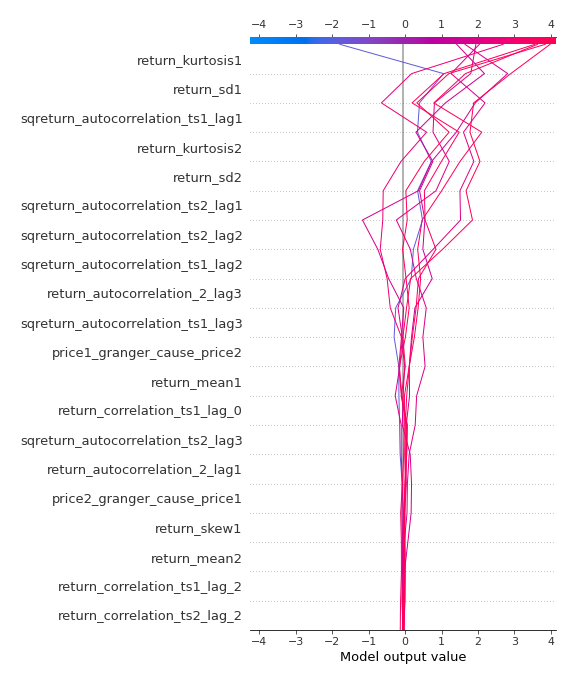 −4 −3 −2 −1 0 1 2 3 4
return_kurtosis1
return_sd1
sqreturn_autocorrelation_ts1_lag1
return_kurtosis2
return_sd2
sqreturn_autocorrelation_ts2_lag1
sqreturn_autocorrelation_ts2_lag2
sqreturn_autocorrelation_ts1_lag2
return_autocorrelation_2_lag3
sqreturn_autocorrelation_ts1_lag3
price1_granger_cause_price2
return_mean1
return_correlation_ts1_lag_0
sqreturn_autocorrelation_ts2_lag3
return_autocorrelation_2_lag1
price2_granger_cause_price1
return_skew1
return_mean2
return_correlation_ts1_lag_2
return_correlation_ts2_lag_2
−4 −3 −2 −1 0 1 2 3 4
Model output value